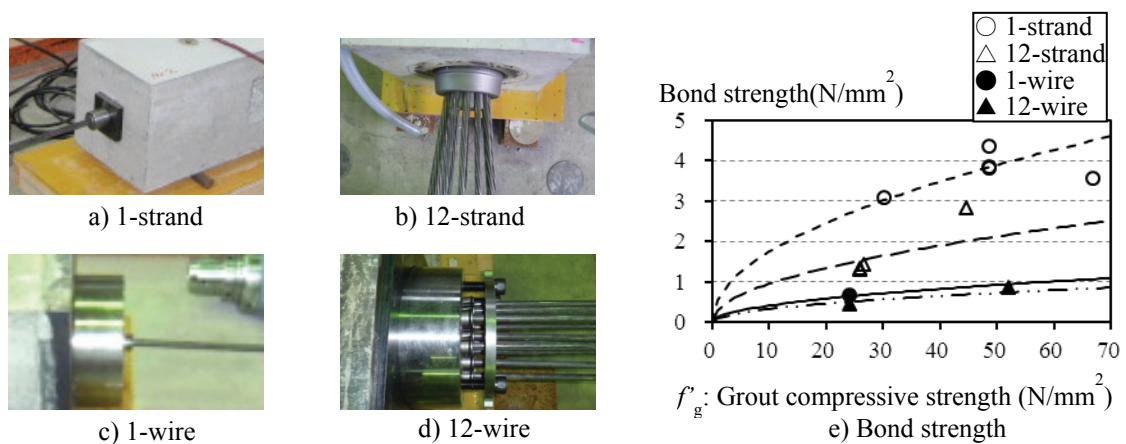 a) 1-strand
b) 12-strand
c) 1-wire
d) 12-wire
1-strand
12-strand
1-wire
12-wire
Bond strength(N/mm²)
5
4
3
2
1
0
0 10 20 30 40 50 60 70
f'g: Grout compressive strength (N/mm²)
e) Bond strength